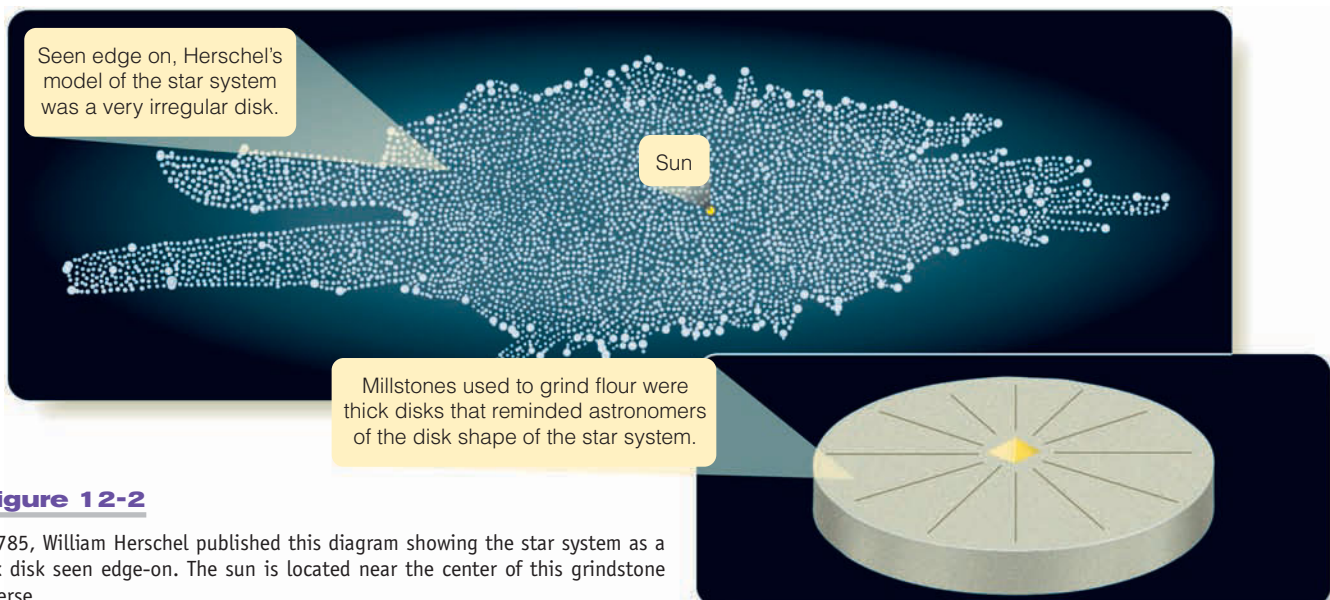 Seen edge on, Herschel's
model of the star system
was a very irregular disk.
Sun
Millstones used to grind flour were
thick disks that reminded astronomers
of the disk shape of the star system.
igure 12-2
785, William Herschel published this diagram showing the star system as a
disk seen edge-on. The sun is located near the center of this grindstone